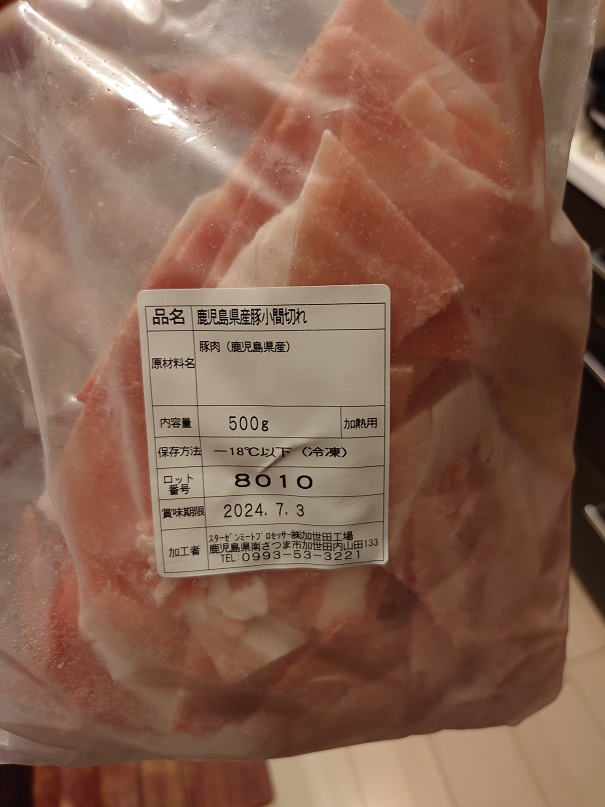 品名 鹿児島県産豚小間切れ
原材料名 豚肉(鹿児島県産)
内容量 500g 加熱用
保存方法 -18℃以下(冷凍)
ロット番号 8010
賞味期限 2024.7.3
加工者 スターゼンミートプロセッサー㈱加世田工場
鹿児島県南さつま市加世田内山田133
TEL:0993-53-3221